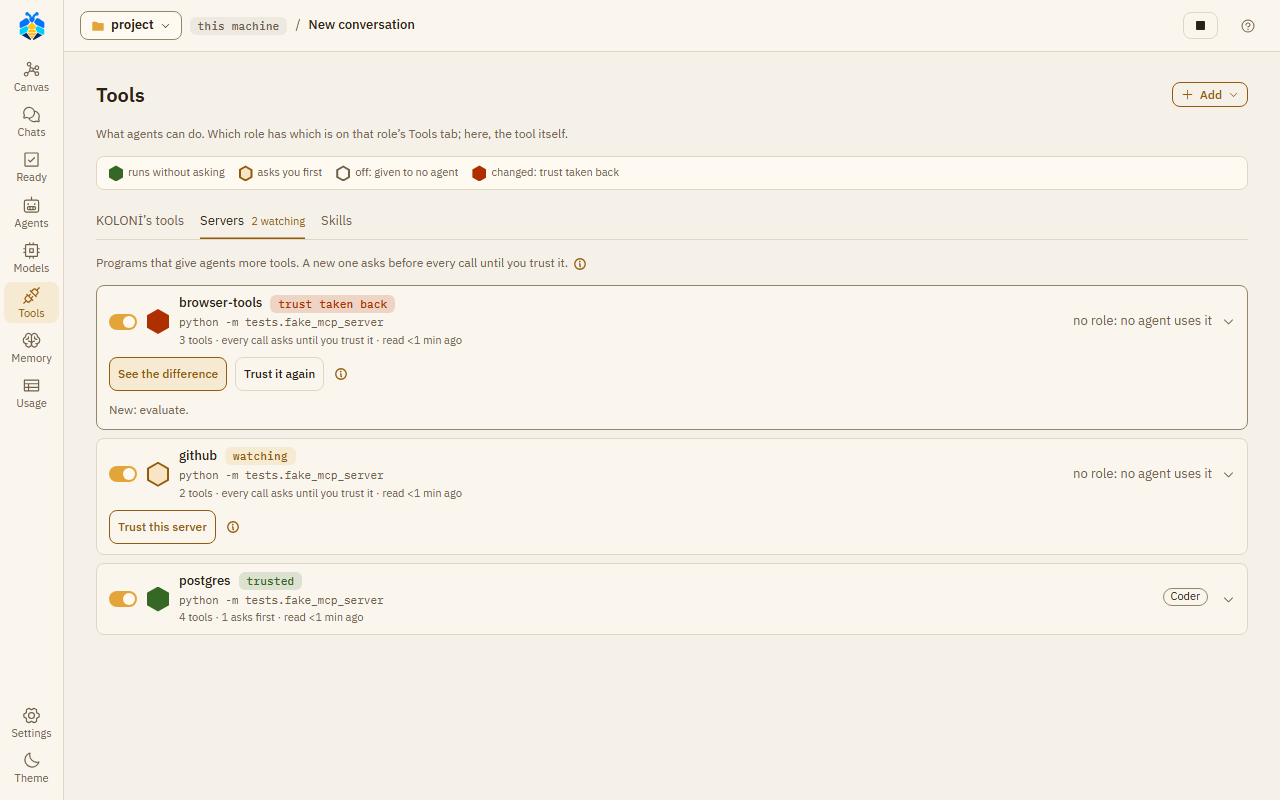 project
this machine
/
New conversation
Canvas
Chats
Ready
Agents
Models
Tools
Memory
Usage
Settings
Theme
Tools
Add
What agents can do. Which role has which is on that role's Tools tab; here, the tool itself.
runs without asking
asks you first
off: given to no agent
changed: trust taken back
KOLONİ's tools
Servers 2 watching
Skills
Programs that give agents more tools. A new one asks before every call until you trust it.
browser-tools trust taken back
python -m tests.fake_mcp_server
3 tools · every call asks until you trust it · read <1 min ago
no role: no agent uses it
See the difference
Trust it again
New: evaluate.
github watching
python -m tests.fake_mcp_server
2 tools · every call asks until you trust it · read <1 min ago
no role: no agent uses it
Trust this server
postgres trusted
python -m tests.fake_mcp_server
4 tools · 1 asks first · read <1 min ago
Coder